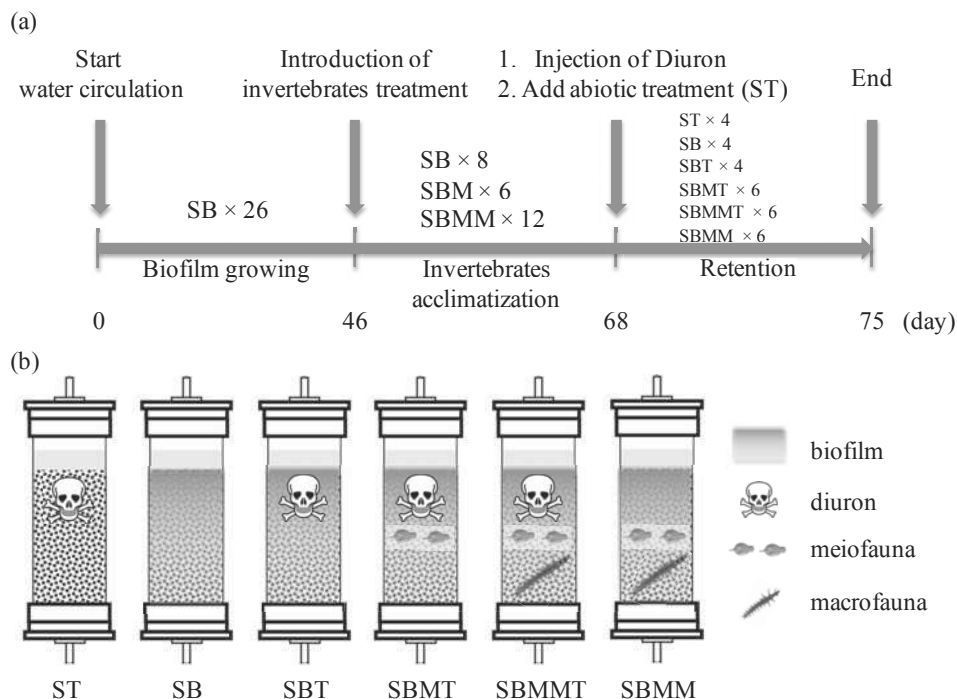 (a)
Start
water circulation
Introduction of
invertebrates treatment
1. Injection of Diuron
2. Add abiotic treatment (ST)
End
SB × 26
SB × 8
SBM × 6
SBMM × 12
ST × 4
SB × 4
SBT × 4
SBMT × 6
SBMMT × 6
SBMM × 6
Biofilm growing
Invertebrates
acclimatization
Retention
0 46 68 75 (day)
(b)
biofilm
diuron
meiofauna
macrofauna
ST SB SBT SBMT SBMMT SBMM